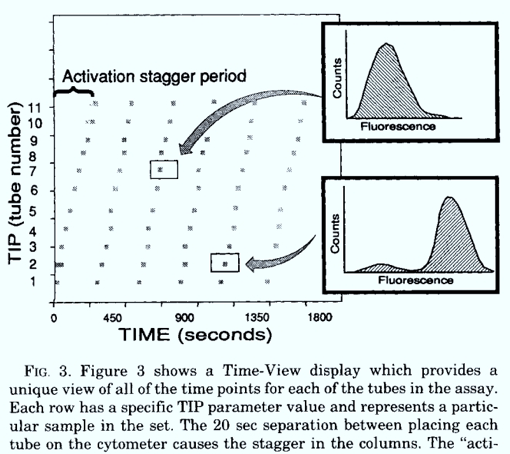 Activation stagger period
TIP (tube number)
11
10
9
8
7
6
5
4
3
2
1
0
450
900
1350
1800
TIME (seconds)
Counts
Fluorescence
Counts
Fluorescence
FIG. 3. Figure 3 shows a Time-View display which provides a
unique view of all of the time points for each of the tubes in the assay.
Each row has a specific TIP parameter value and represents a partic-
ular sample in the set. The 20 sec separation between placing each
tube on the cytometer causes the stagger in the columns. The "acti-